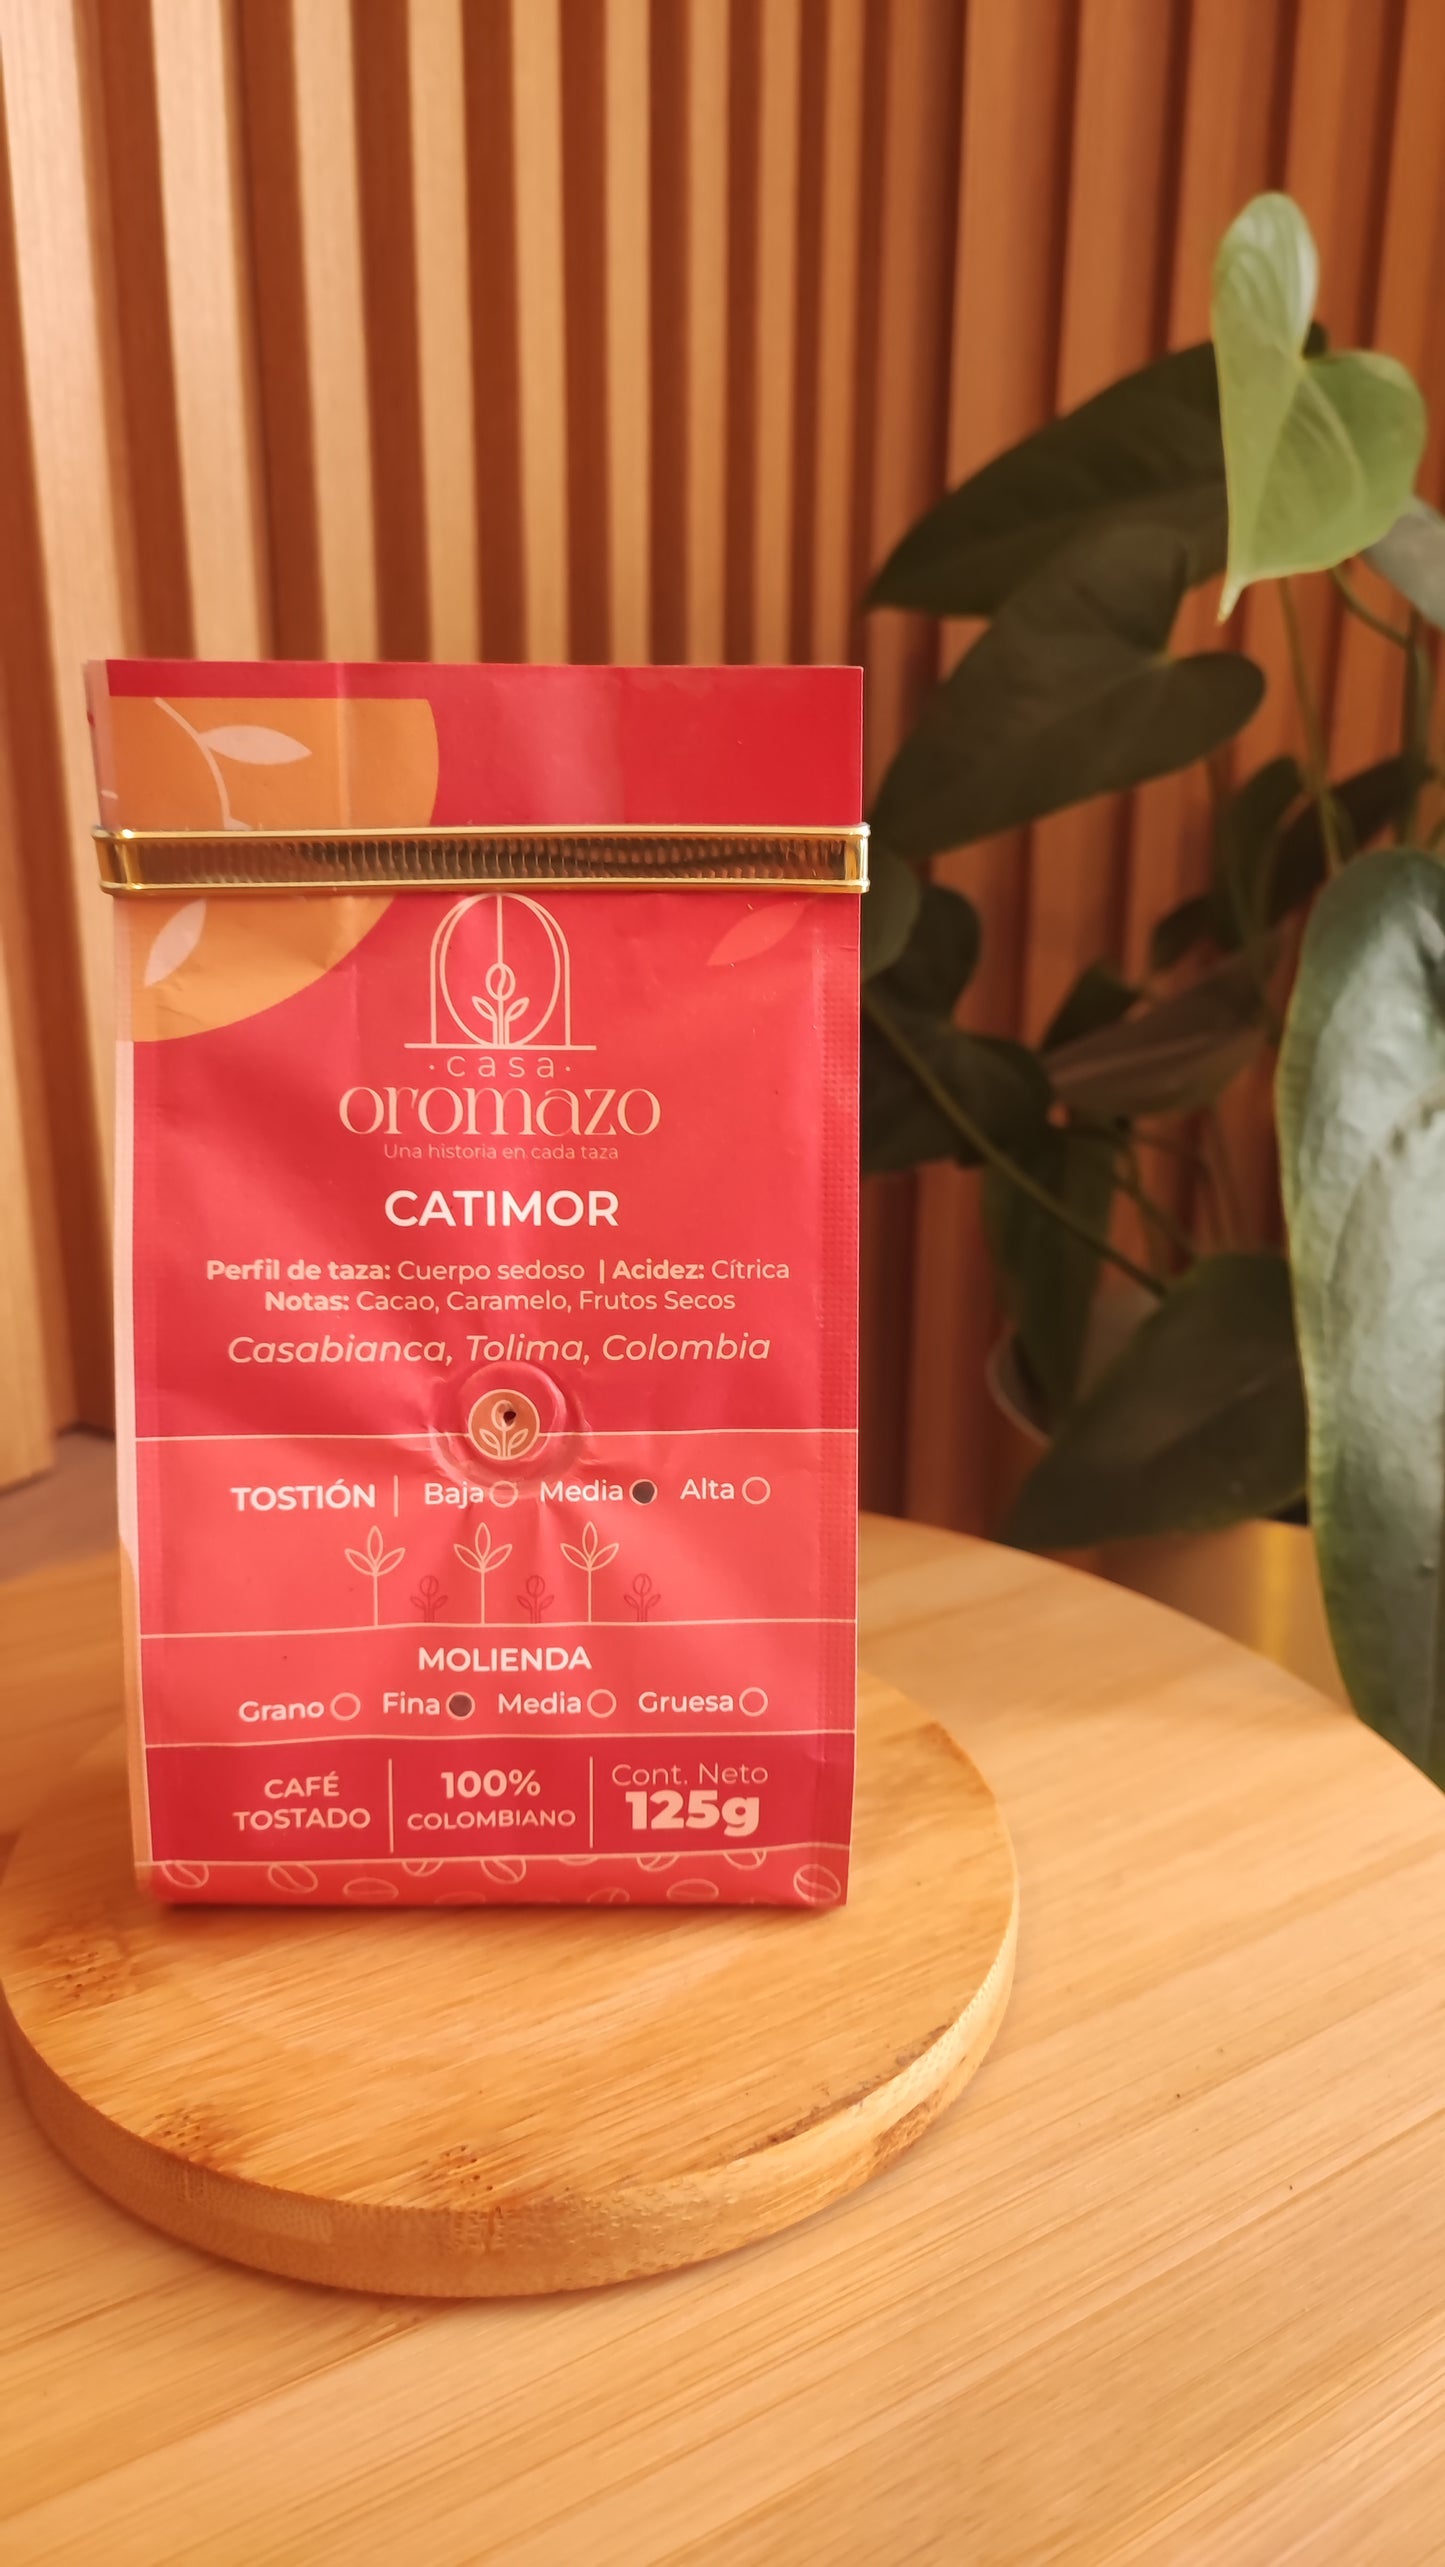 · casa ·
oromazo
Una historia en cada taza
CATIMOR
Perfil de taza: Cuerpo sedoso | Acidez: Cítrica
Notas: Cacao, Caramelo, Frutos Secos
Casabianca, Tolima, Colombia
TOSTIÓN | Baja Media Alta
MOLIENDA
Grano Fina Media Gruesa
CAFÉ TOSTADO
100% COLOMBIANO
Cont. Neto
125g